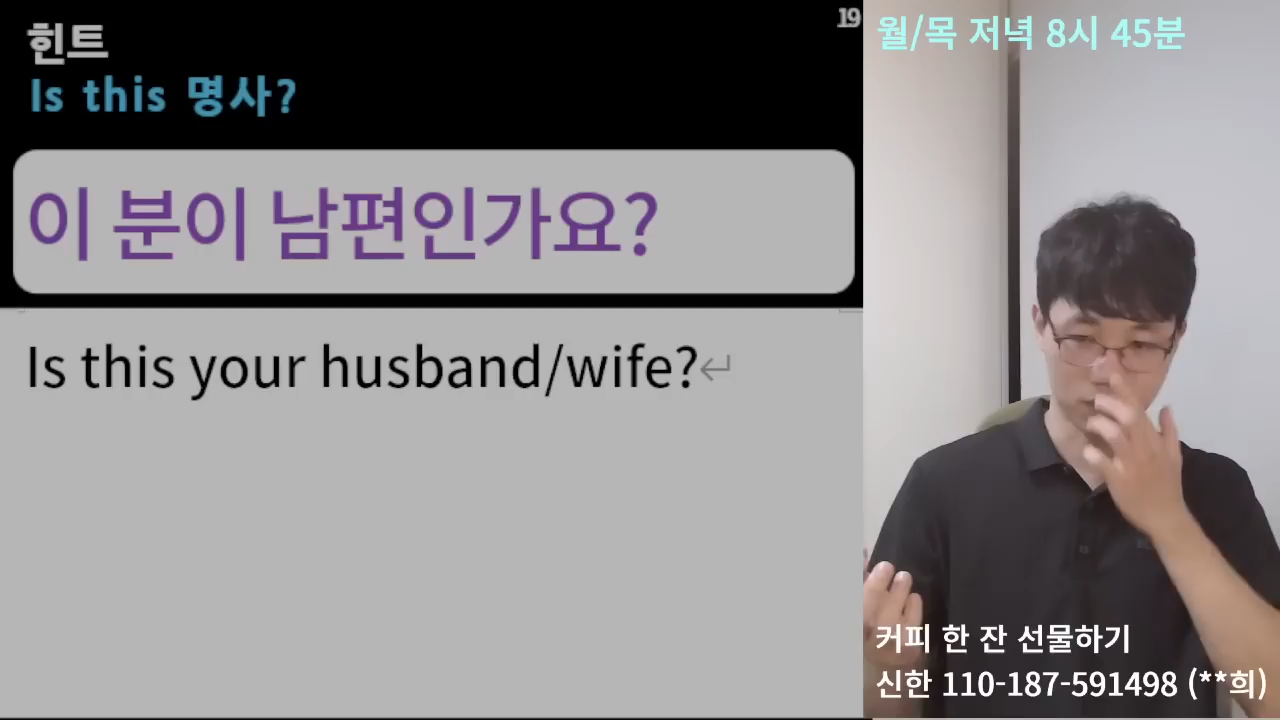 힌트
19
Is this 명사?
이 분이 남편인가요?
Is this your husband/wife?↵
월/목 저녁 8시 45분
커피 한 잔 선물하기
신한 110-187-591498 (**희)